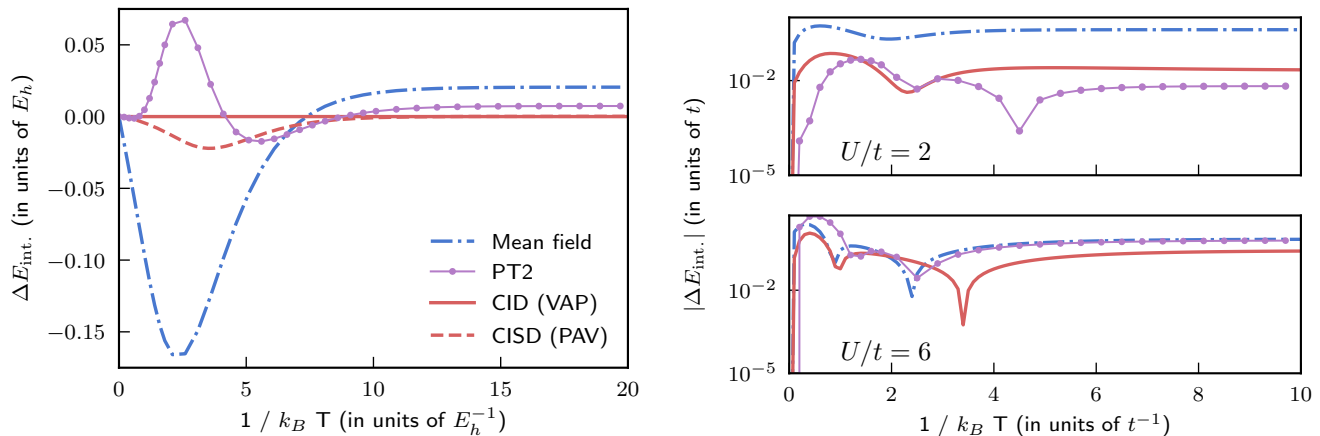 ΔE_int. (in units of E_h)
0.05
0.00
−0.05
−0.10
−0.15
Mean field
PT2
CID (VAP)
CISD (PAV)
0 5 10 15 20
1 / k_B T (in units of E_h^{-1})
|ΔE_int.| (in units of t)
10^{-2}
10^{-5}
U/t = 2
10^{-2}
10^{-5}
U/t = 6
0 2 4 6 8 10
1 / k_B T (in units of t^{-1})